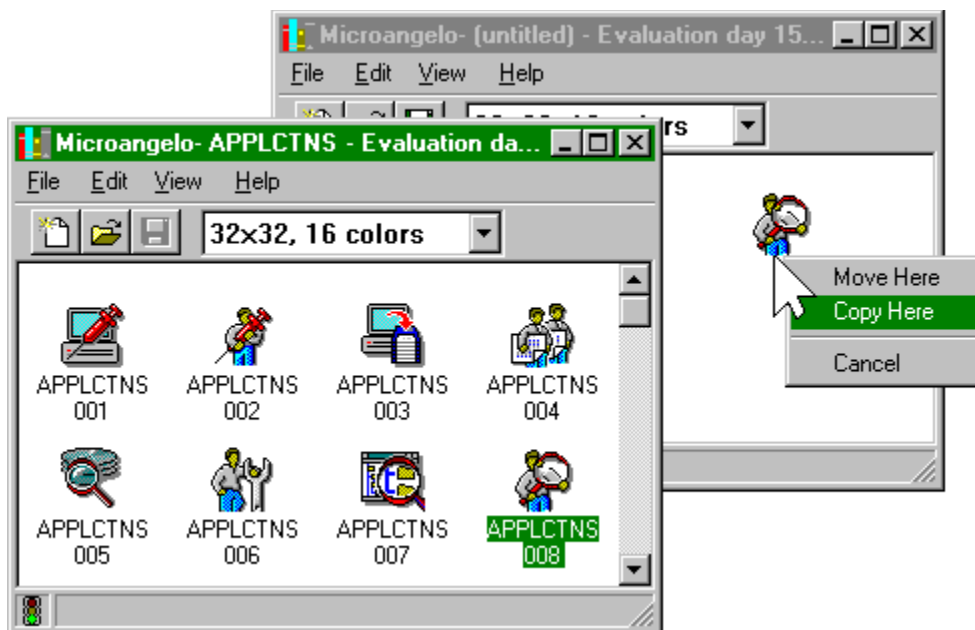 Microangelo- (untitled) - Evaluation day 15...
File Edit View Help
Microangelo- APPLCTNS - Evaluation da...
File Edit View Help
32x32, 16 colors
APPLCTNS
001
APPLCTNS
002
APPLCTNS
003
APPLCTNS
004
APPLCTNS
005
APPLCTNS
006
APPLCTNS
007
APPLCTNS
008
Move Here
Copy Here
Cancel